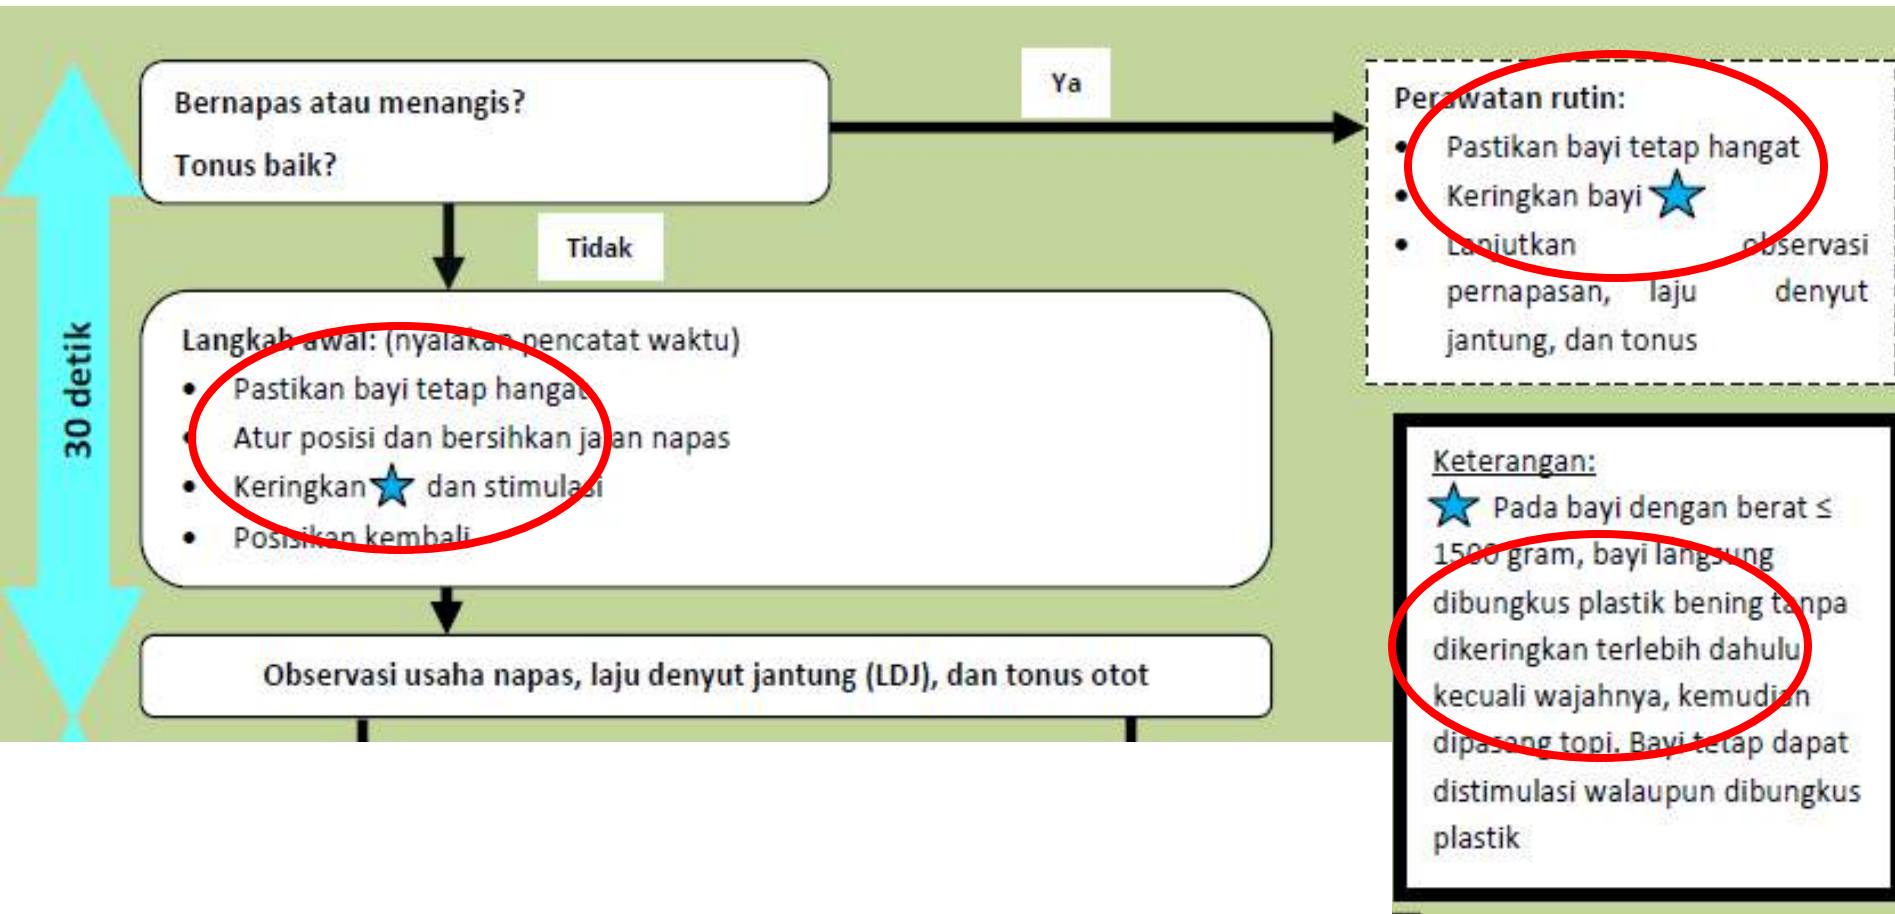 Bernapas atau menangis?
Tonus baik?
Ya
Perawatan rutin:
• Pastikan bayi tetap hangat
• Keringkan bayi
• Lanjutkan observasi
pernapasan, laju denyut
jantung, dan tonus
Tidak
30 detik
Langkah awal: (nyalakan pencatat waktu)
• Pastikan bayi tetap hangat
• Atur posisi dan bersihkan jalan napas
• Keringkan dan stimulasi
• Posisikan kembali
Observasi usaha napas, laju denyut jantung (LDJ), dan tonus otot
Keterangan:
Pada bayi dengan berat ≤
1500 gram, bayi langsung
dibungkus plastik bening tanpa
dikeringkan terlebih dahulu
kecuali wajahnya, kemudian
dipasang topi. Bayi tetap dapat
distimulasi walaupun dibungkus
plastik